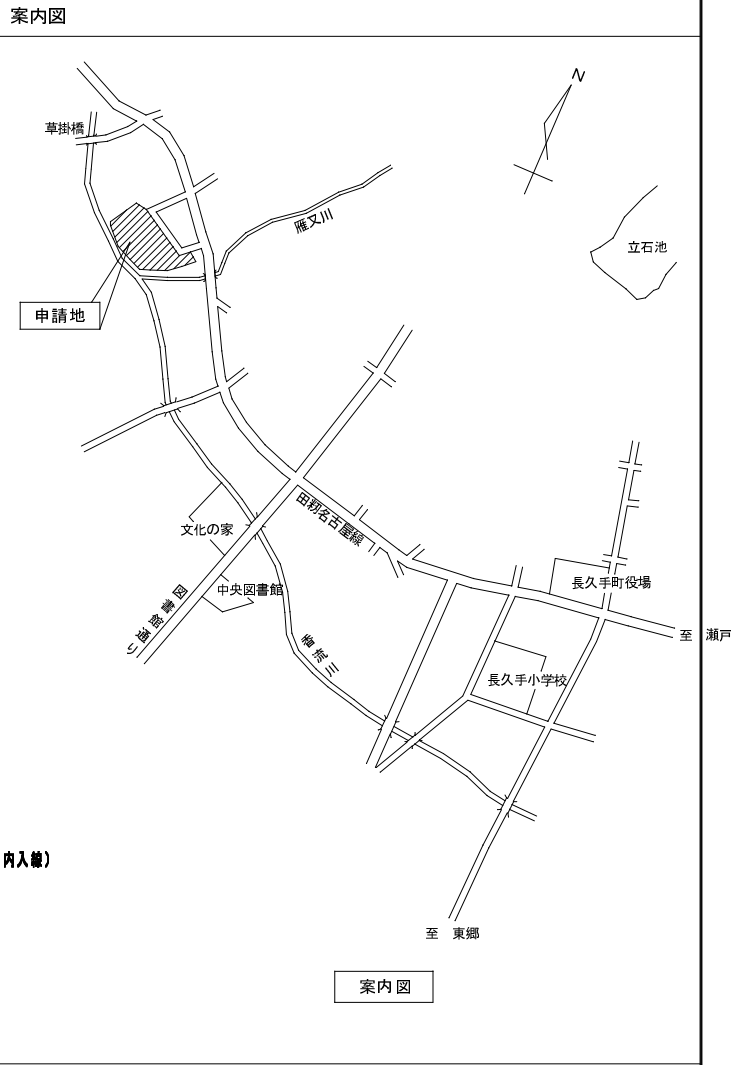 案内図
N
草掛橋
雁又川
立石池
申請地
田籾名古屋線
文化の家
長久手町役場
中央図書館
図書館通り
至 瀬戸
香流川
長久手小学校
内入線)
至 東郷
案内図